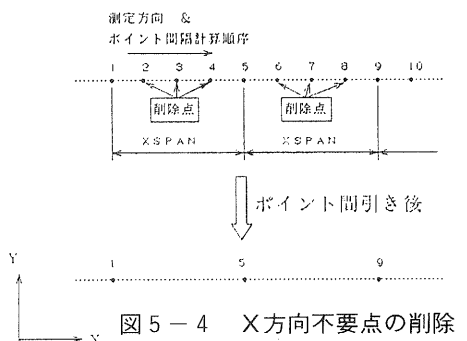 測定方向 &
ポイント間隔計算順序
1 2 3 4 5 6 7 8 9 10
削除点 削除点
XSPAN XSPAN
ポイント間引き後
Y
1 5 9
X
図5-4 X方向不要点の削除